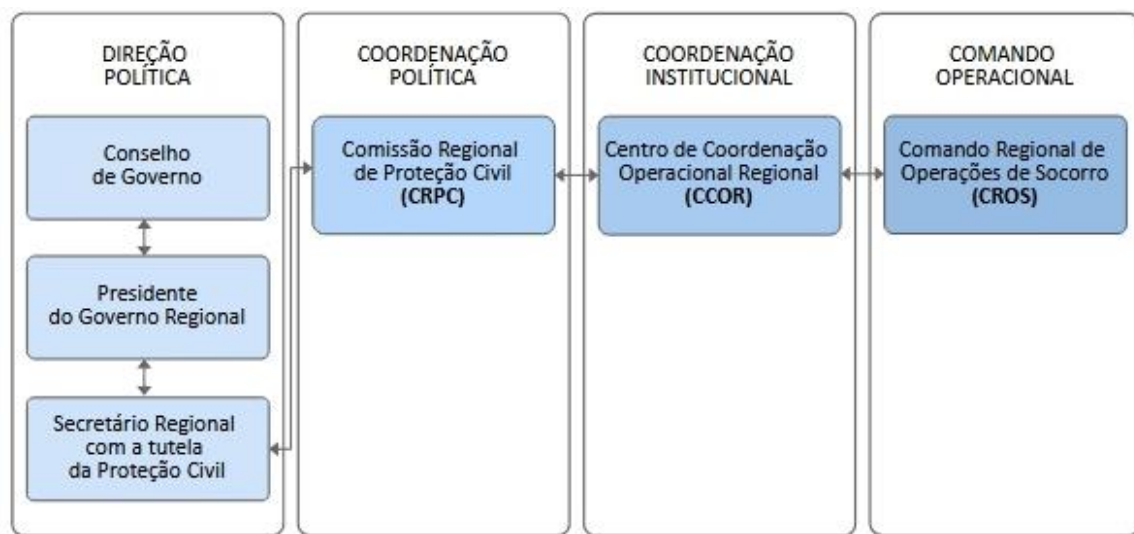 DIREÇÃO
POLÍTICA
Conselho
de Governo
Presidente
do Governo Regional
Secretário Regional
com a tutela
da Proteção Civil
COORDENAÇÃO
POLÍTICA
Comissão Regional
de Proteção Civil
(CRPC)
COORDENAÇÃO
INSTITUCIONAL
Centro de Coordenação
Operacional Regional
(CCOR)
COMANDO
OPERACIONAL
Comando Regional de
Operações de Socorro
(CROS)